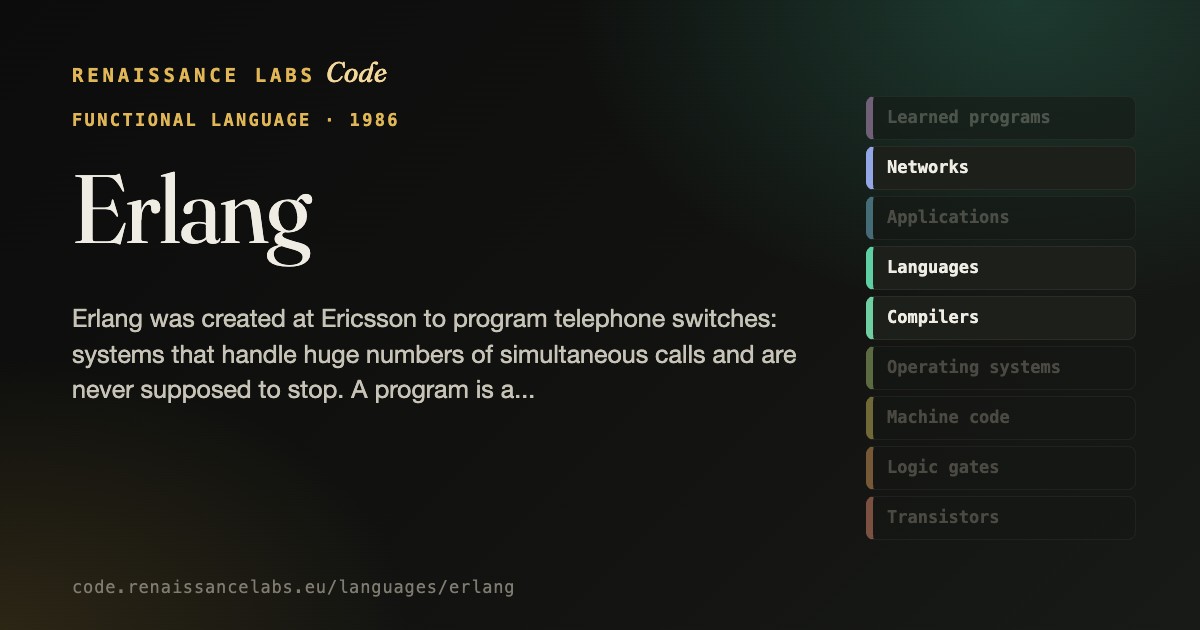 RENAISSANCE LABS Code
FUNCTIONAL LANGUAGE · 1986
Erlang
Erlang was created at Ericsson to program telephone switches:
systems that handle huge numbers of simultaneous calls and are
never supposed to stop. A program is a...
Learned programs
Networks
Applications
Languages
Compilers
Operating systems
Machine code
Logic gates
Transistors
code.renaissancelabs.eu/languages/erlang